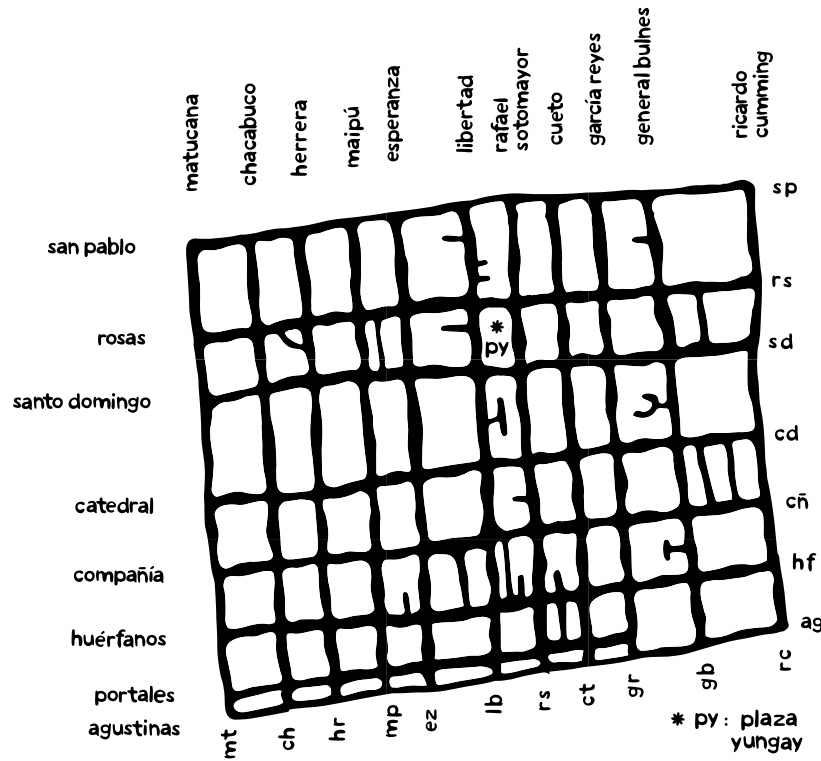 matucana
chacabuco
herrera
maipú
esperanza
libertad
rafael
sotomayor
cueto
garcía reyes
general bulnes
ricardo
cumming
san pablo
rosas
santo domingo
catedral
compañía
huérfanos
portales
agustinas
sp
rs
sd
cd
cñ
hf
ag
* py
mt
ch
hr
mp
ez
lb
rs
ct
gr
gb
rc
* py : plaza
yungay